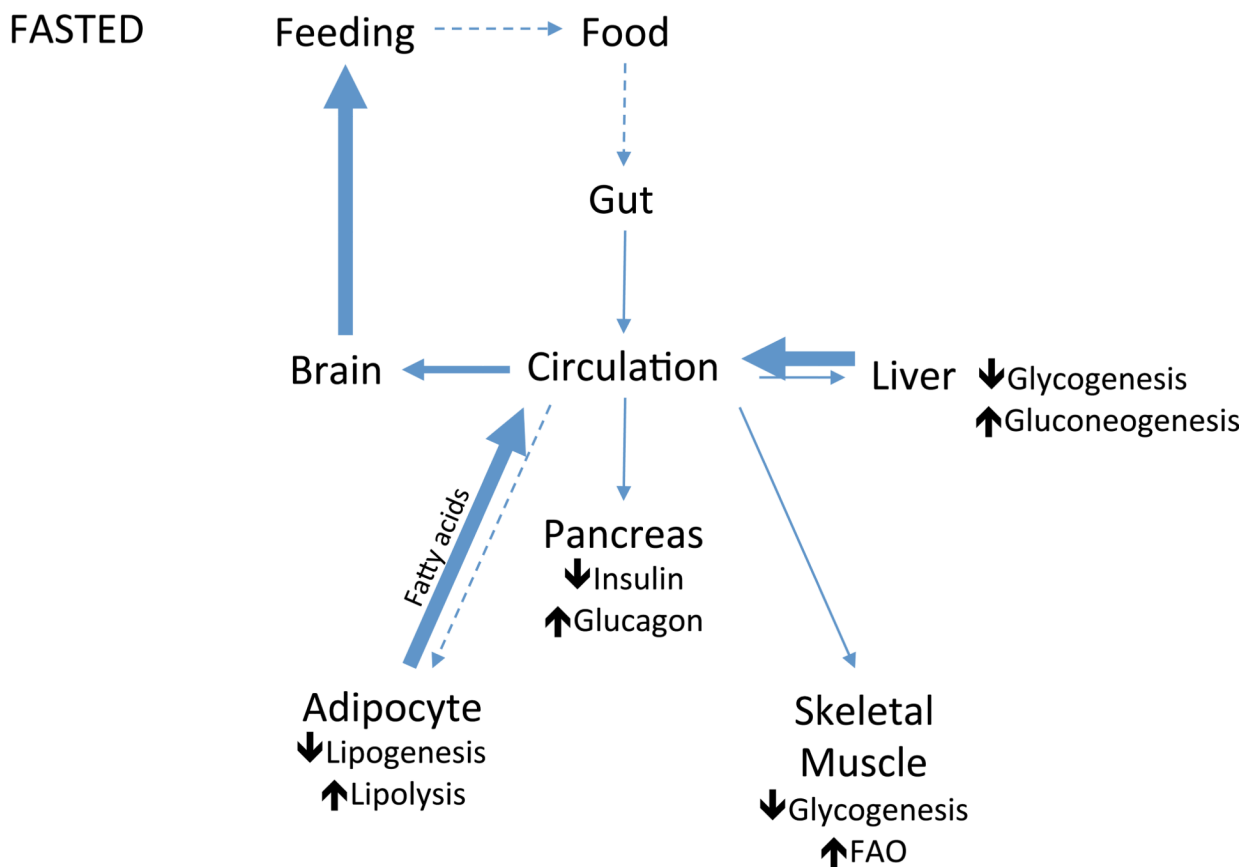 FASTED
Feeding
Food
Gut
Brain
Circulation
Liver
Glycogenesis
Gluconeogenesis
Fatty acids
Pancreas
Insulin
Glucagon
Adipocyte
Lipogenesis
Lipolysis
Skeletal
Muscle
Glycogenesis
FAO